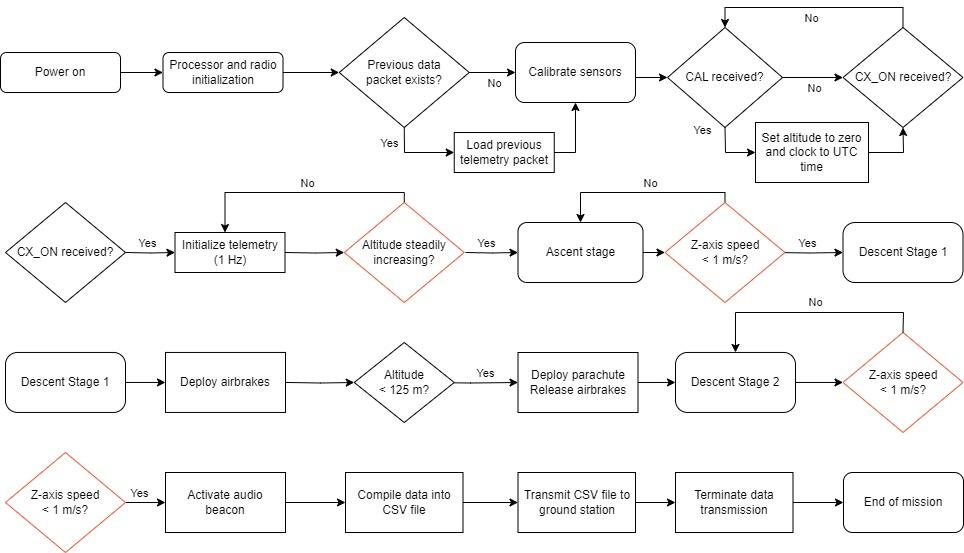 Power on
Processor and radio
initialization
Previous data
packet exists?
No
Yes
Load previous
telemetry packet
Calibrate sensors
CAL received?
No
No
Yes
Set altitude to zero
and clock to UTC
time
CX_ON received?
CX_ON received?
Yes
Initialize telemetry
(1 Hz)
No
Altitude steadily
increasing?
Yes
Ascent stage
No
Z-axis speed
< 1 m/s?
Yes
Descent Stage 1
Descent Stage 1
Deploy airbrakes
Altitude
< 125 m?
Yes
Deploy parachute
Release airbrakes
Descent Stage 2
No
Z-axis speed
< 1 m/s?
Z-axis speed
< 1 m/s?
Yes
Activate audio
beacon
Compile data into
CSV file
Transmit CSV file to
ground station
Terminate data
transmission
End of mission